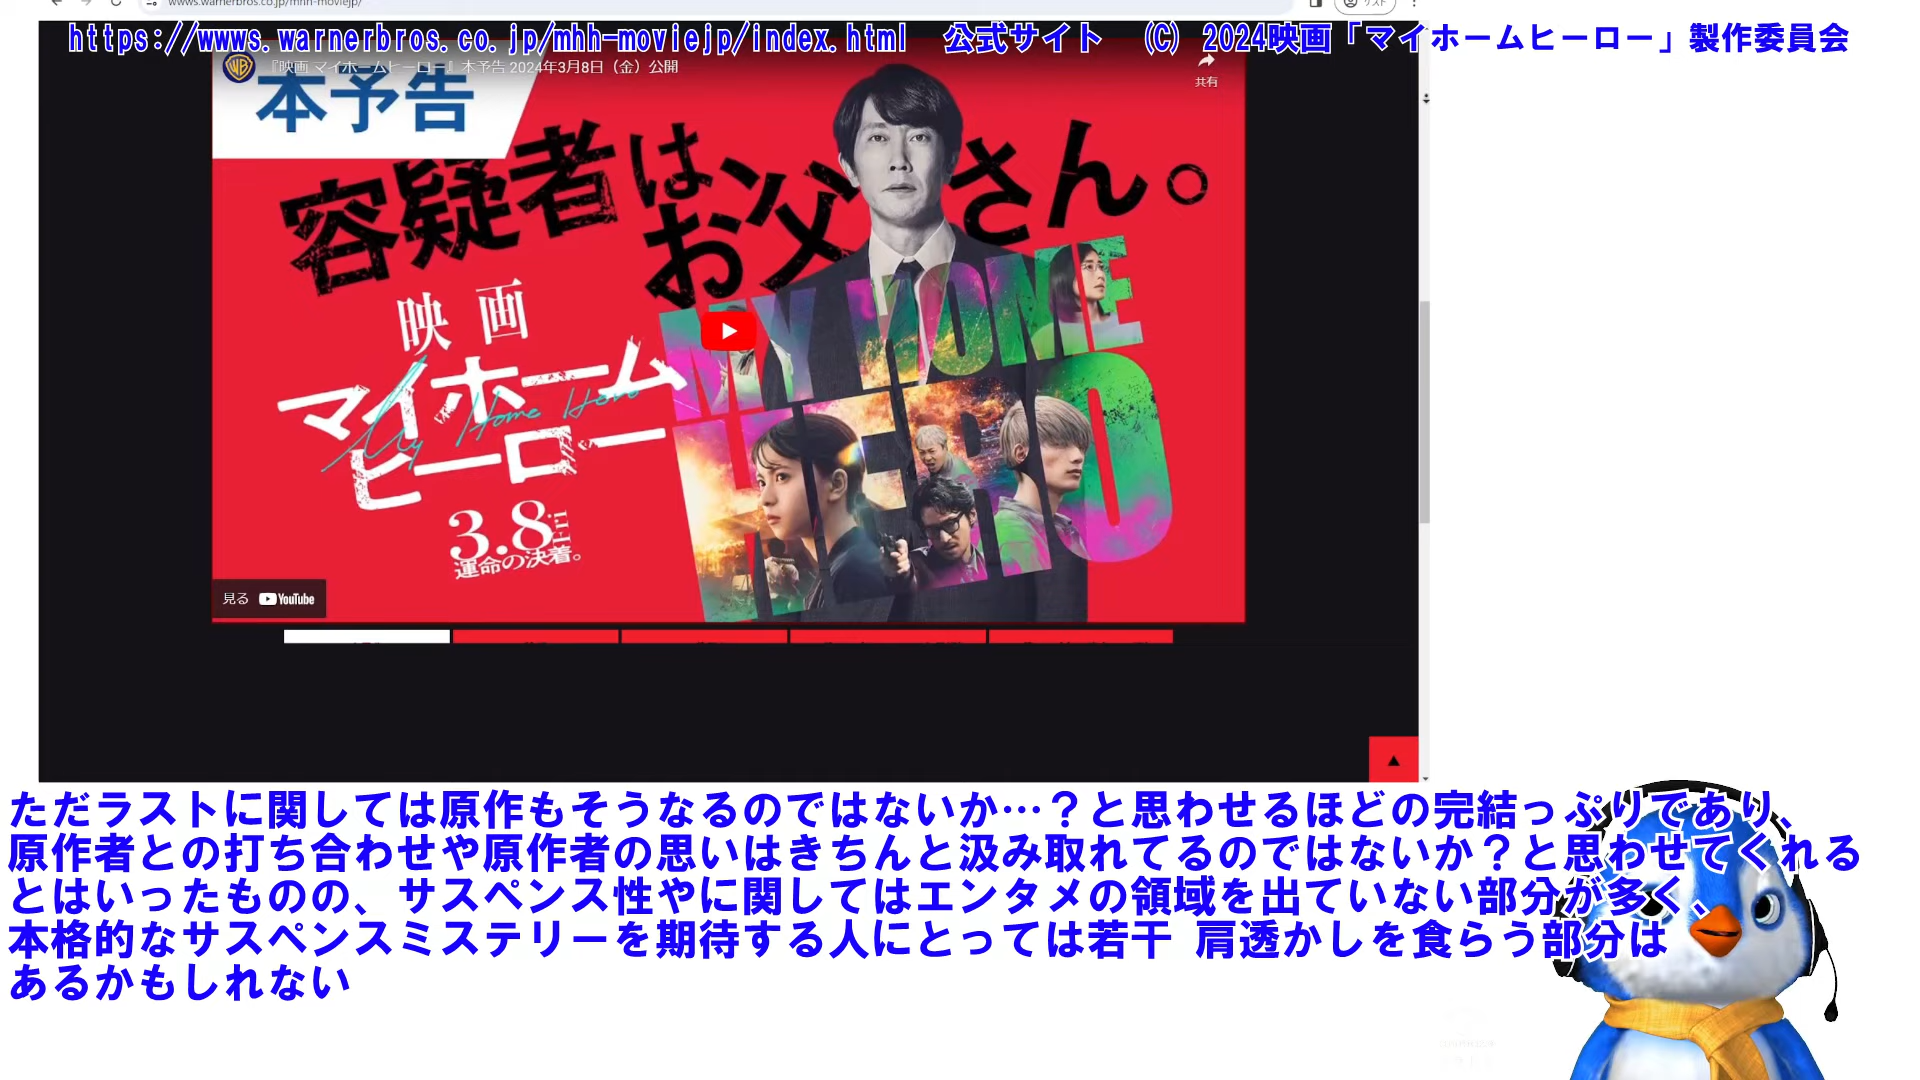 wwws.warnerbros.co.jp/mhh-moviejp/
リスト
https://wwws.warnerbros.co.jp/mhh-moviejp/index.html 公式サイト (C) 2024映画「マイホームヒーロー」製作委員会
『映画 マイホームヒーロー』本予告 2024年3月8日（金）公開
共有
本予告
容疑者はお父さん。
MY HOME
HERO
映画
マイホーム
ヒーロー
My Home Hero
3.8
運命の決着。
見る YouTube
▲
ただラストに関しては原作もそうなるのではないか…？と思わせるほどの完結っぷりであり、
原作者との打ち合わせや原作者の思いはきちんと汲み取れてるのではないか？と思わせてくれる
とはいったものの、サスペンス性やに関してはエンタメの領域を出ていない部分が多く、
本格的なサスペンスミステリーを期待する人にとっては若干 肩透かしを食らう部分は
あるかもしれない